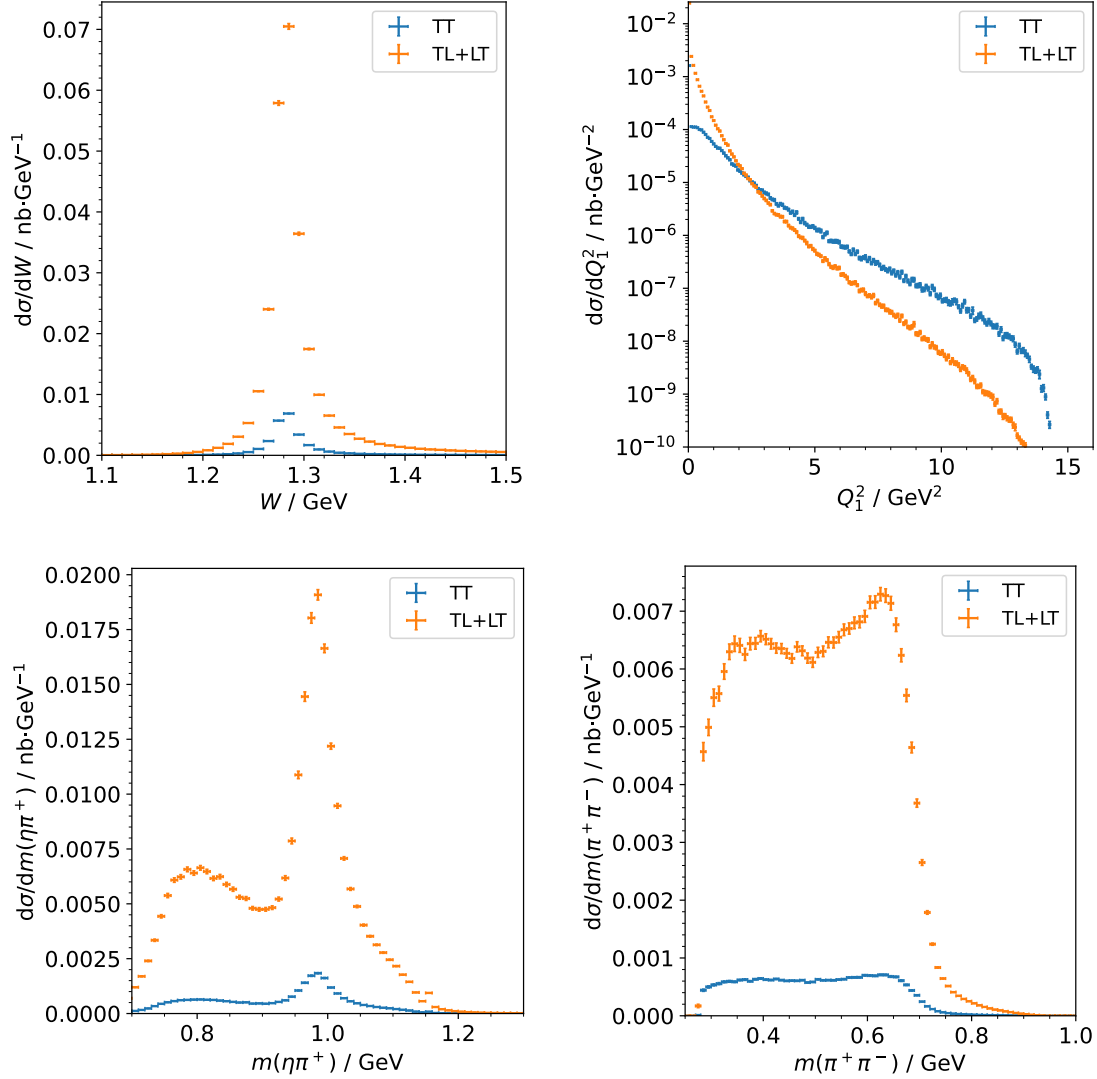 TT
TL+LT
dσ/dW / nb·GeV⁻¹
0.07
0.06
0.05
0.04
0.03
0.02
0.01
0.00
1.1 1.2 1.3 1.4 1.5
W / GeV
TT
TL+LT
dσ/dQ₁² / nb·GeV⁻²
10⁻²
10⁻³
10⁻⁴
10⁻⁵
10⁻⁶
10⁻⁷
10⁻⁸
10⁻⁹
10⁻¹⁰
0 5 10 15
Q₁² / GeV²
TT
TL+LT
dσ/dm(ηπ⁺) / nb·GeV⁻¹
0.0200
0.0175
0.0150
0.0125
0.0100
0.0075
0.0050
0.0025
0.0000
0.8 1.0 1.2
m(ηπ⁺) / GeV
TT
TL+LT
dσ/dm(π⁺π⁻) / nb·GeV⁻¹
0.007
0.006
0.005
0.004
0.003
0.002
0.001
0.000
0.4 0.6 0.8 1.0
m(π⁺π⁻) / GeV